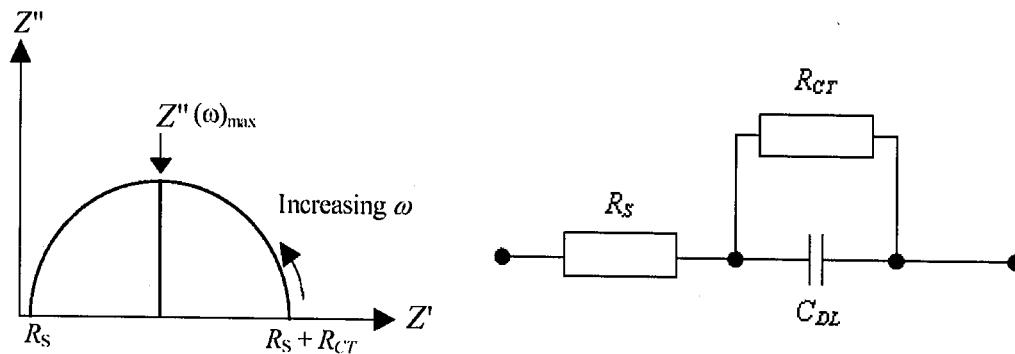 Z"
Z" (ω)max
Increasing ω
Z'
RS
RS + RCT
RCT
RS
CDL